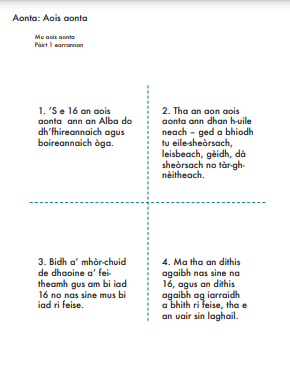 Aonta: Aois aonta
Mu aois aonta
Pàirt 1 earrannan
1. ’S e 16 an aois
aonta ann an Alba do
dh’fhireannaich agus
boireannaich òga.
2. Tha an aon aois
aonta ann dhan h-uile
neach – ged a bhiodh
tu eile-sheòrsach,
leisbeach, gèidh, dà
sheòrsach no tàr-gh-
nèitheach.
3. Bidh a’ mhòr-chuid
de dhaoine a’ fei-
theamh gus am bi iad
16 no nas sine mus bi
iad ri feise.
4. Ma tha an dithis
agaibh nas sine na
16, agus an dithis
agaibh ag iarraidh
a bhith ri feise, tha e
an uair sin laghail.